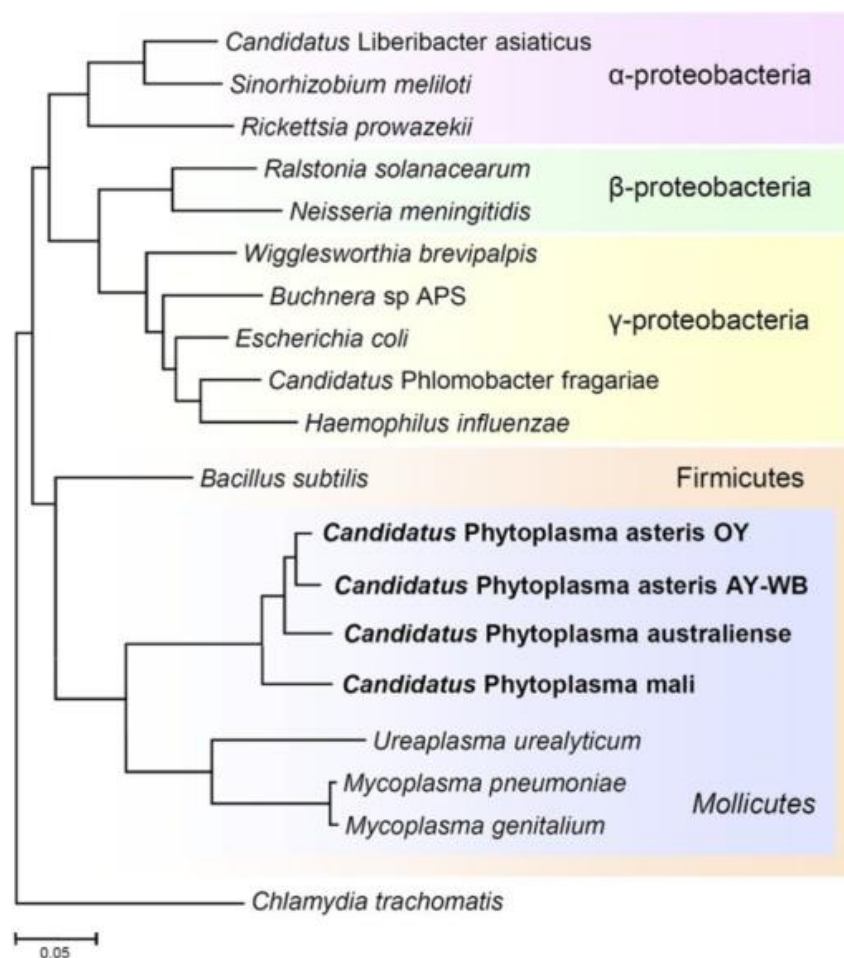 Candidatus Liberibacter asiaticus
Sinorhizobium meliloti
α-proteobacteria
Rickettsia prowazekii
Ralstonia solanacearum
β-proteobacteria
Neisseria meningitidis
Wigglesworthia brevipalpis
Buchnera sp APS
γ-proteobacteria
Escherichia coli
Candidatus Phlomobacter fragariae
Haemophilus influenzae
Bacillus subtilis
Firmicutes
Candidatus Phytoplasma asteris OY
Candidatus Phytoplasma asteris AY-WB
Candidatus Phytoplasma australiense
Candidatus Phytoplasma mali
Ureaplasma urealyticum
Mycoplasma pneumoniae
Mollicutes
Mycoplasma genitalium
Chlamydia trachomatis
0.05